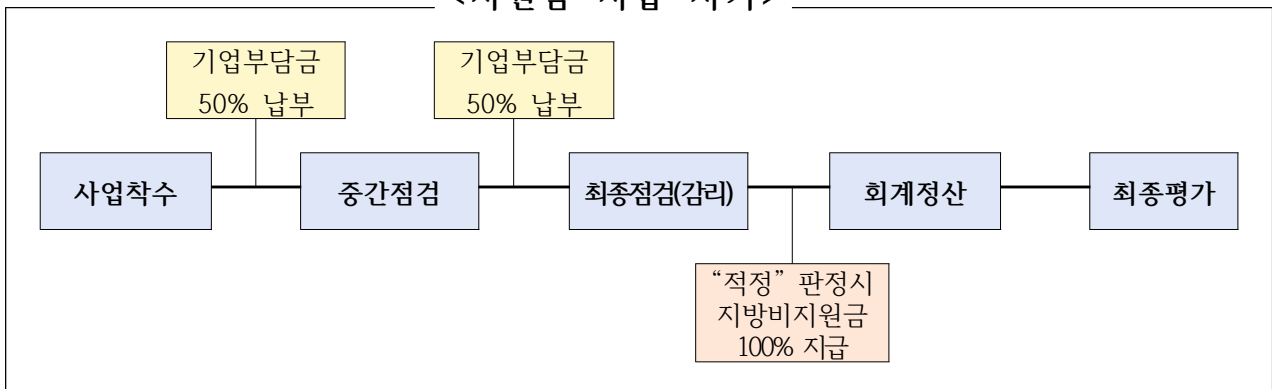 기업부담금
50% 납부
기업부담금
50% 납부
사업착수
중간점검
최종점검(감리)
회계정산
최종평가
“적정” 판정시
지방비지원금
100% 지급